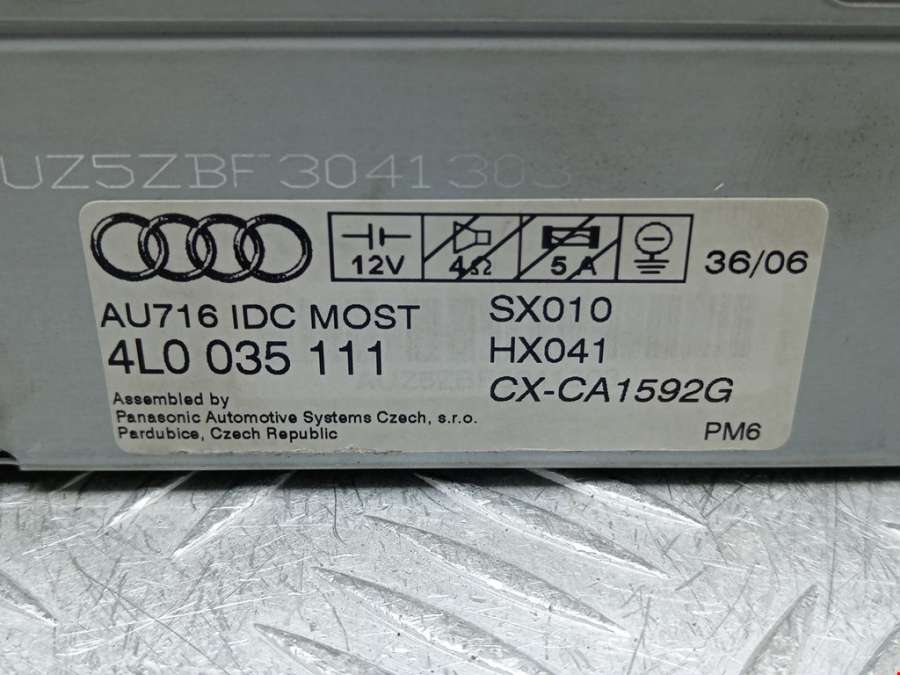 UZ5ZBF3041303
12V
4Ω
5 A
36/06
AU716 IDC MOST
4L0 035 111
SX010
HX041
CX-CA1592G
Assembled by
Panasonic Automotive Systems Czech, s.r.o.
Pardubice, Czech Republic
PM6